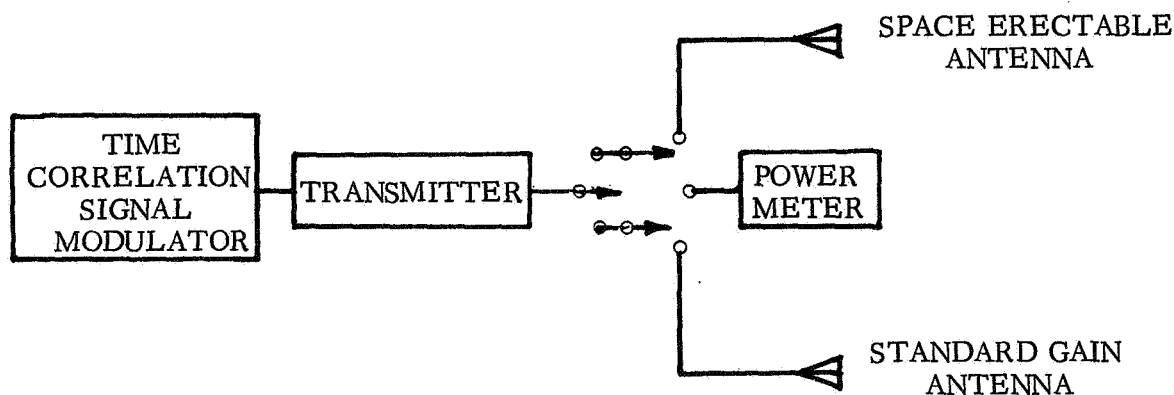 SPACE ERECTABLE
ANTENNA
TIME
CORRELATION
SIGNAL
MODULATOR
TRANSMITTER
POWER
METER
STANDARD GAIN
ANTENNA